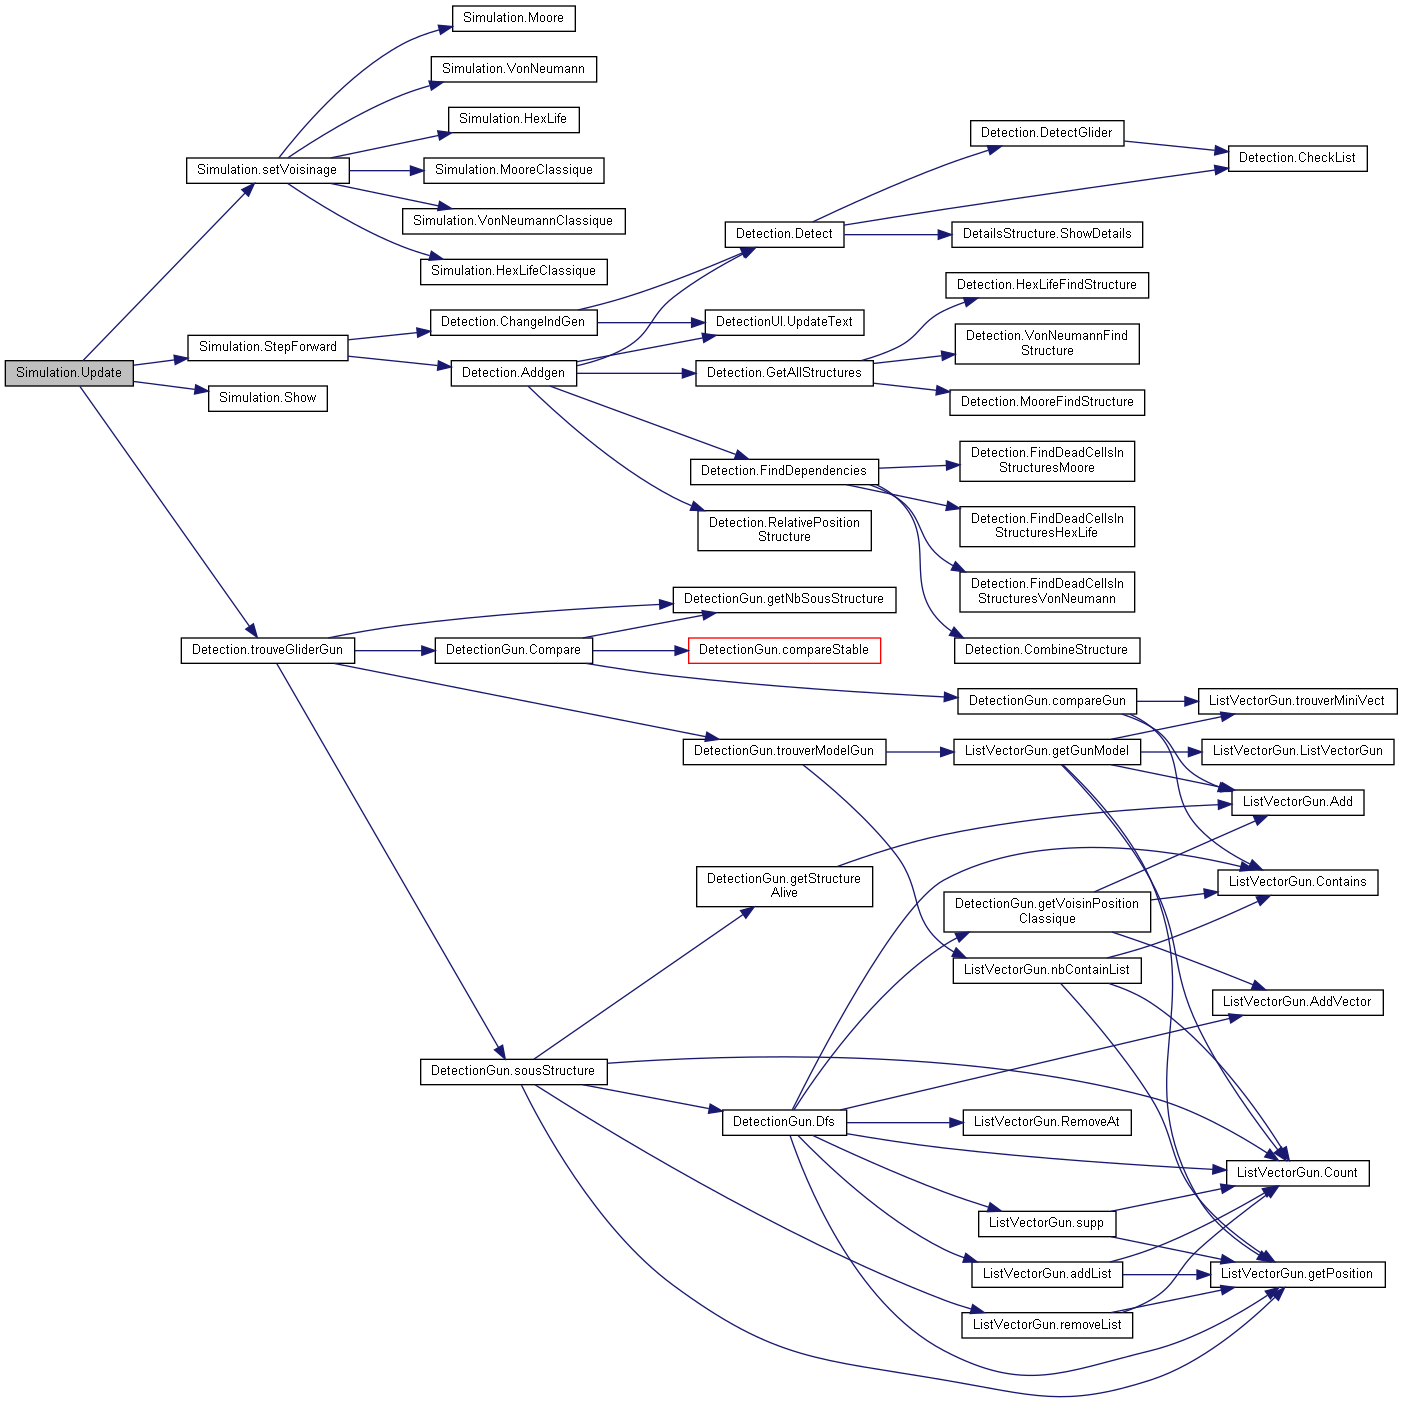 Simulation.Moore
Simulation.VonNeumann
Simulation.HexLife
Simulation.setVoisinage
Simulation.MooreClassique
Simulation.VonNeumannClassique
Simulation.HexLifeClassique
Detection.DetectGlider
Detection.CheckList
Detection.Detect
DetailsStructure.ShowDetails
Detection.HexLifeFindStructure
Detection.ChangeIndGen
DetectionUI.UpdateText
Simulation.StepForward
Detection.VonNeumannFind
Structure
Simulation.Update
Detection.Addgen
Detection.GetAllStructures
Simulation.Show
Detection.MooreFindStructure
Detection.FindDependencies
Detection.FindDeadCellsIn
StructuresMoore
Detection.RelativePosition
Structure
Detection.FindDeadCellsIn
StructuresHexLife
Detection.FindDeadCellsIn
StructuresVonNeumann
DetectionGun.getNbSousStructure
Detection.trouveGliderGun
DetectionGun.Compare
DetectionGun.compareStable
Detection.CombineStructure
DetectionGun.compareGun
ListVectorGun.trouverMiniVect
DetectionGun.trouverModelGun
ListVectorGun.getGunModel
ListVectorGun.ListVectorGun
ListVectorGun.Add
DetectionGun.getStructure
Alive
ListVectorGun.Contains
DetectionGun.getVoisinPosition
Classique
ListVectorGun.nbContainList
ListVectorGun.AddVector
DetectionGun.sousStructure
DetectionGun.Dfs
ListVectorGun.RemoveAt
ListVectorGun.Count
ListVectorGun.supp
ListVectorGun.addList
ListVectorGun.getPosition
ListVectorGun.removeList